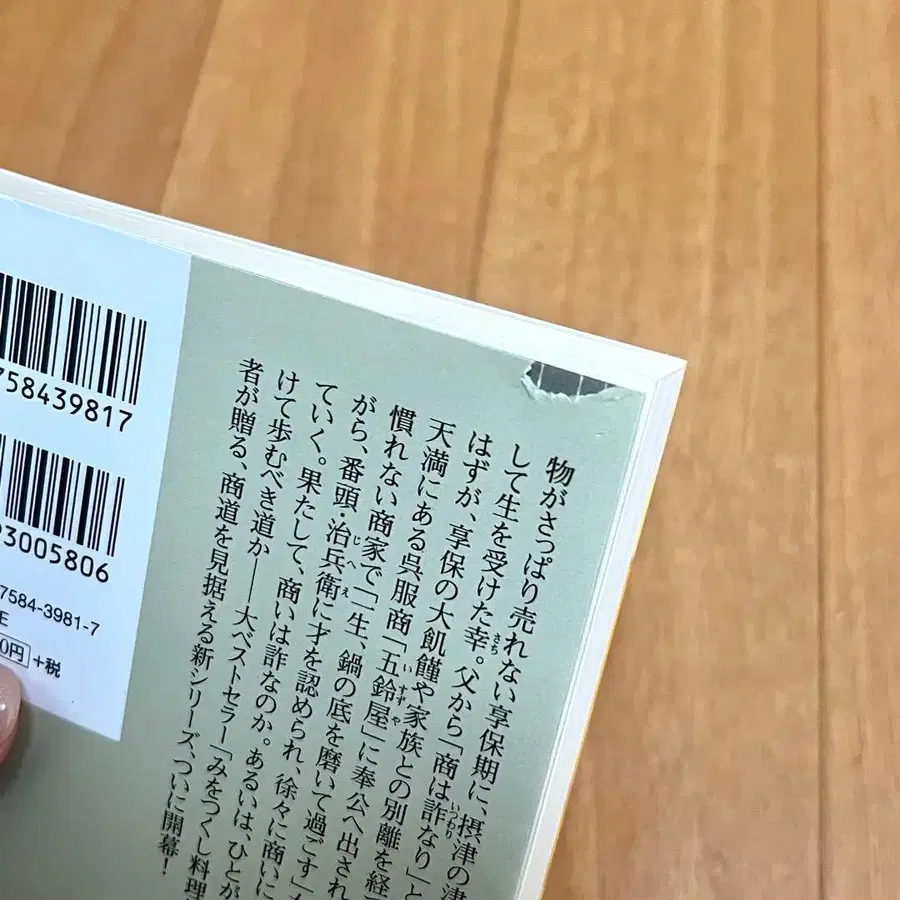 758439817
3005806
7584-3981-7
E
0円 +税
物がさっぱり売れない享保期に、摂津の津
して生を受けた幸。父から「商は詐なり」と
はずが、享保の大飢饉や家族との別離を経
天満にある呉服商「五鈴屋」に奉公へ出され
慣れない商家で「一生、鍋の底を磨いて過ごす」
がら、番頭・治兵衛に才を認められ、徐々に商いに
ていく。果たして、商いは詐なのか。あるいは、ひとが
けて歩むべき道か――大ベストセラー「みをつくし料理
者が贈る、商道を見据える新シリーズ、ついに開幕!